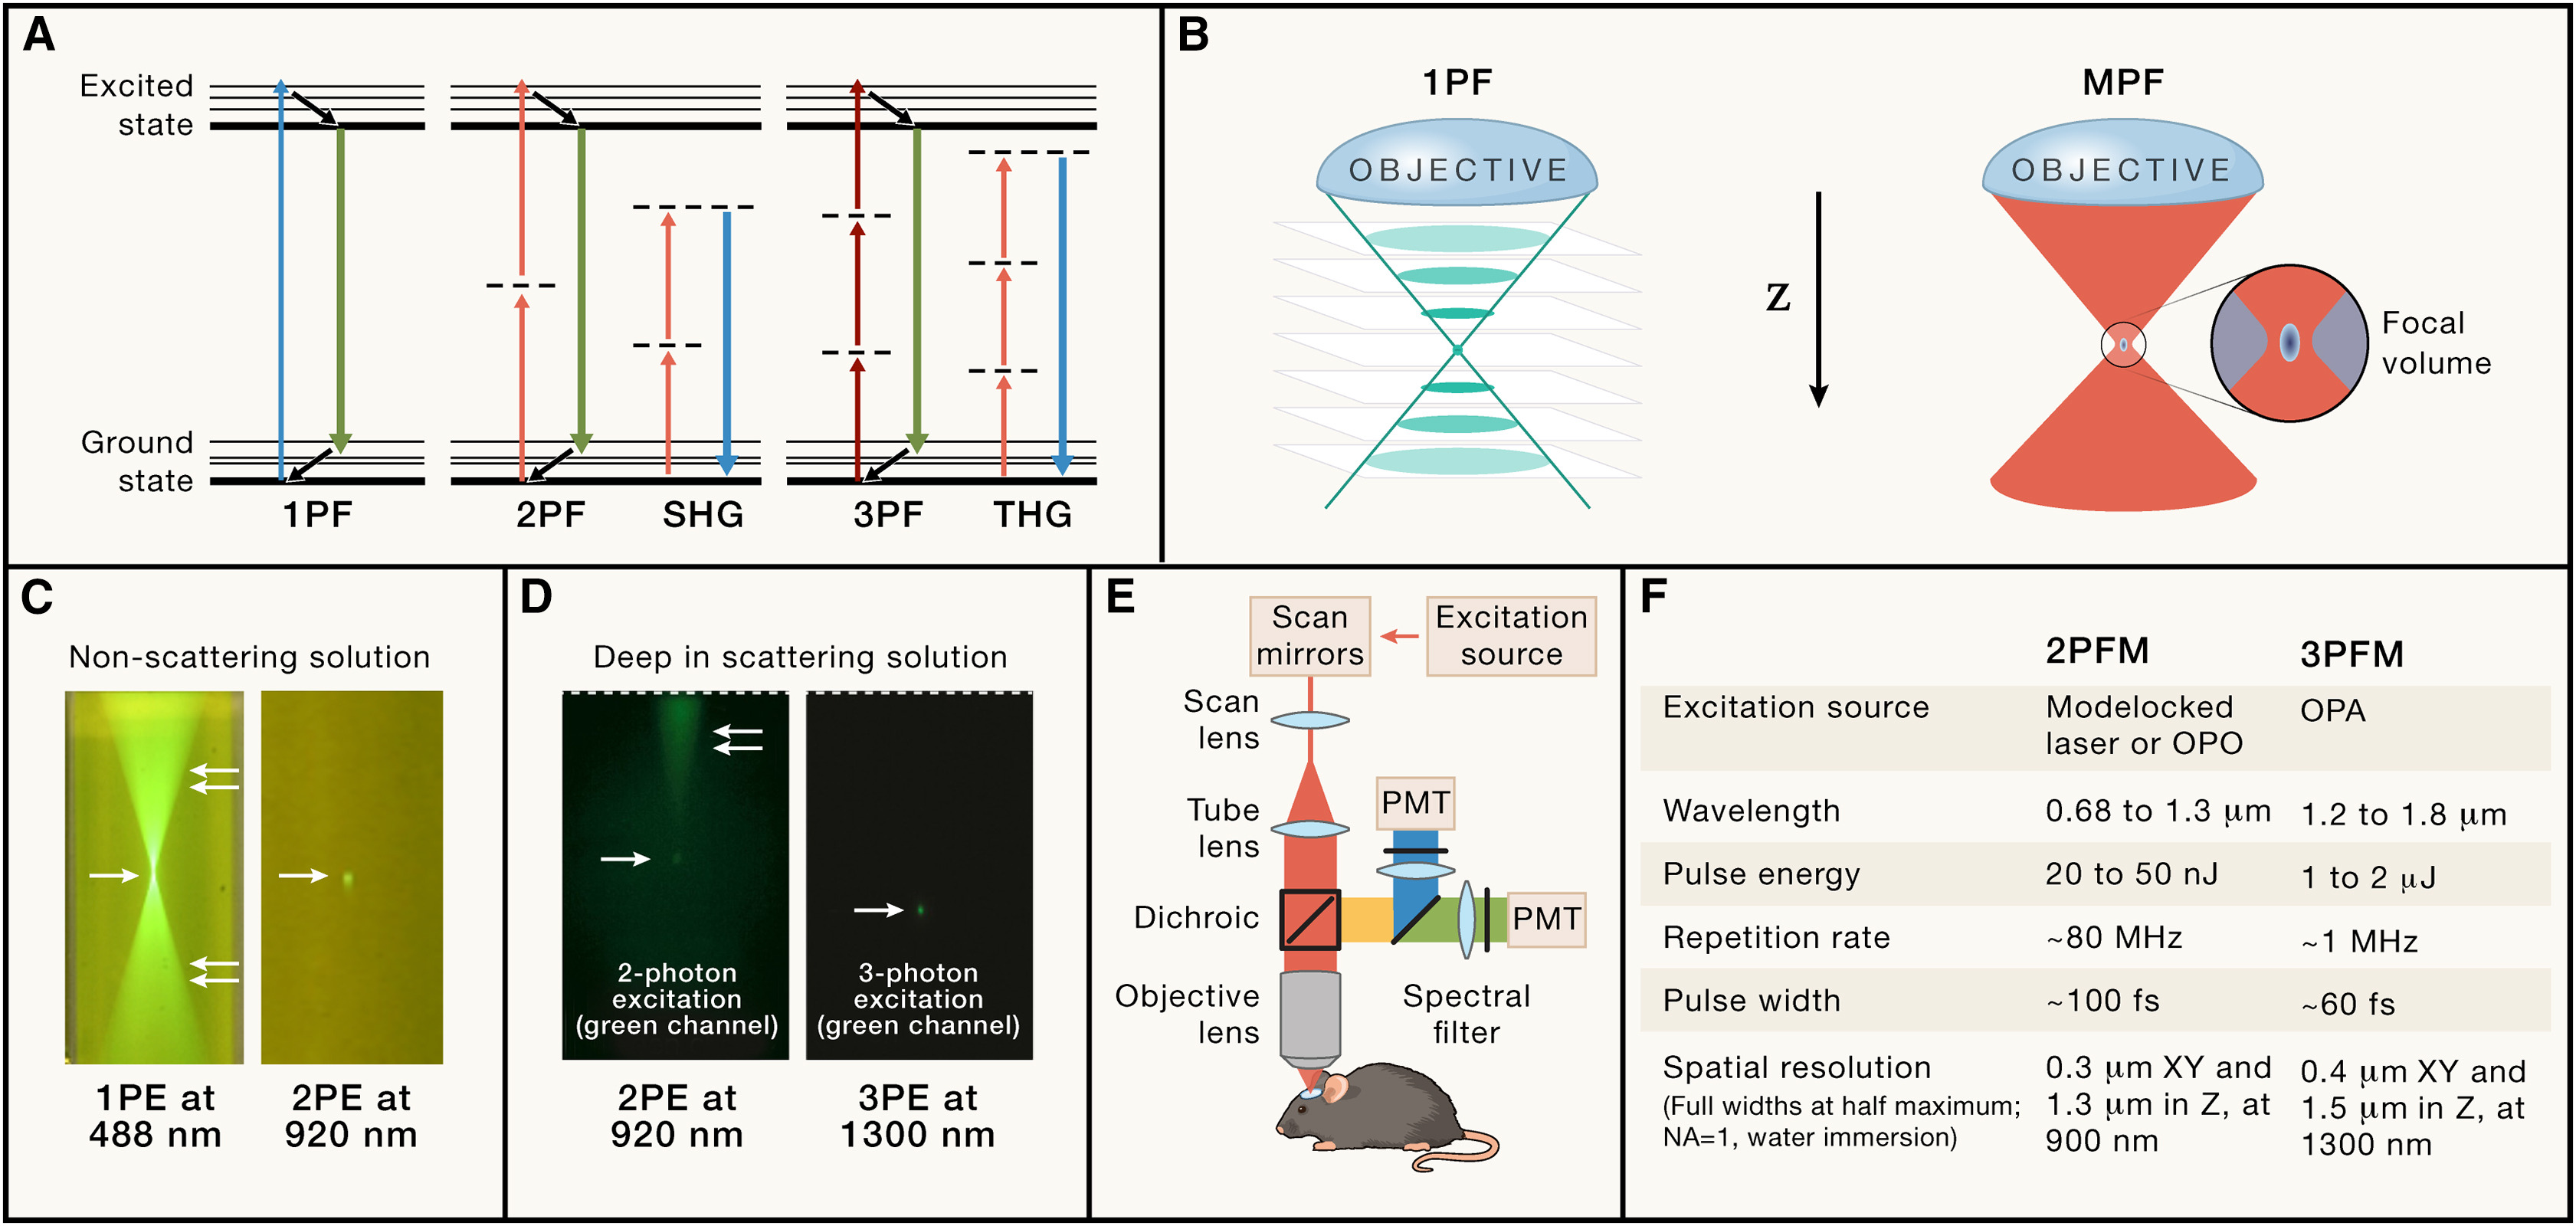 A
Excited
state
Ground
state
1PF
2PF
SHG
3PF
THG
B
1PF
OBJECTIVE
Z
MPF
OBJECTIVE
Focal
volume
C
Non-scattering solution
1PE at
488 nm
2PE at
920 nm
D
Deep in scattering solution
2-photon
excitation
(green channel)
3-photon
excitation
(green channel)
2PE at
920 nm
3PE at
1300 nm
E
Scan
mirrors
Excitation
source
Scan
lens
Tube
lens
PMT
Dichroic
PMT
Objective
lens
Spectral
filter
F
2PFM 3PFM
Excitation source Modelocked OPA
laser or OPO
Wavelength 0.68 to 1.3 μm 1.2 to 1.8 μm
Pulse energy 20 to 50 nJ 1 to 2 μJ
Repetition rate ~80 MHz ~1 MHz
Pulse width ~100 fs ~60 fs
Spatial resolution 0.3 μm XY and 0.4 μm XY and
(Full widths at half maximum; 1.3 μm in Z, at 1.5 μm in Z, at
NA=1, water immersion) 900 nm 1300 nm